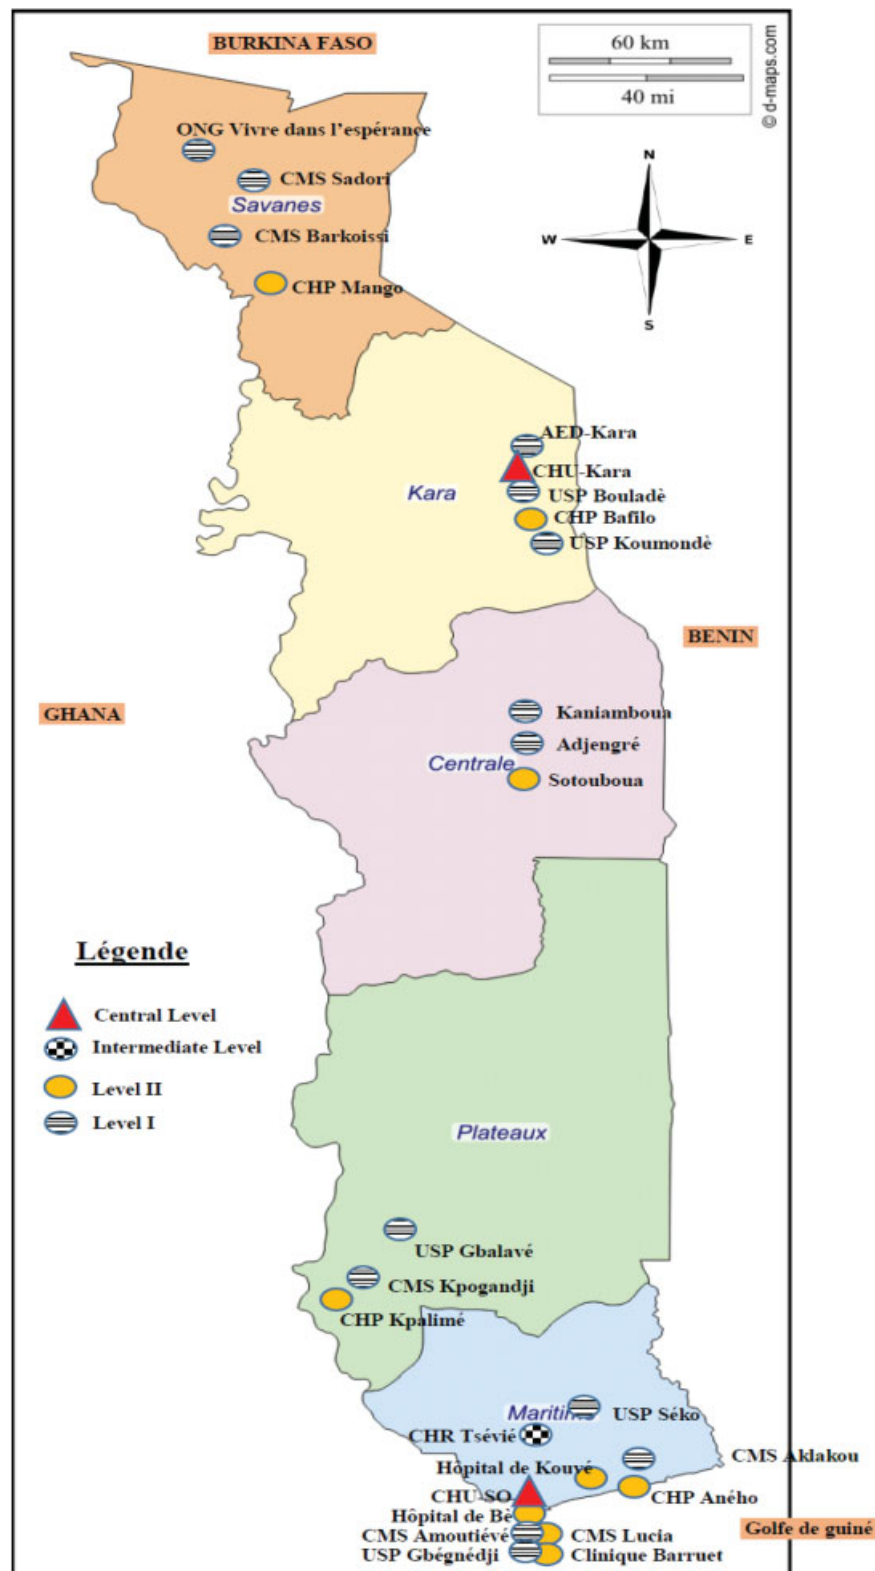 BURKINA FASO
60 km
40 mi
© d-maps.com
ONG Vivre dans l'espérance
CMS Sadori
Savanes
CMS Barkoissi
CHP Mango
N
W
E
S
AED-Kara
CHU-Kara
Kara
USP Bouladè
CHP Bafilo
USP Koumondè
BENIN
GHANA
Kaniamboua
Adjengré
Centrale
Sotouboua
Légende
Central Level
Intermediate Level
Level II
Level I
Plateaux
USP Gbalavé
CMS Kpogandji
CHP Kpalimé
Maritime
USP Séko
CHR Tsévié
CMS Aklakou
Hôpital de Kouvé
CHU-SO
CHP Aného
Hôpital de Bè
Golfe de guiné
CMS Amoutiévé
CMS Lucia
USP Gbégnédji
Clinique Barruet